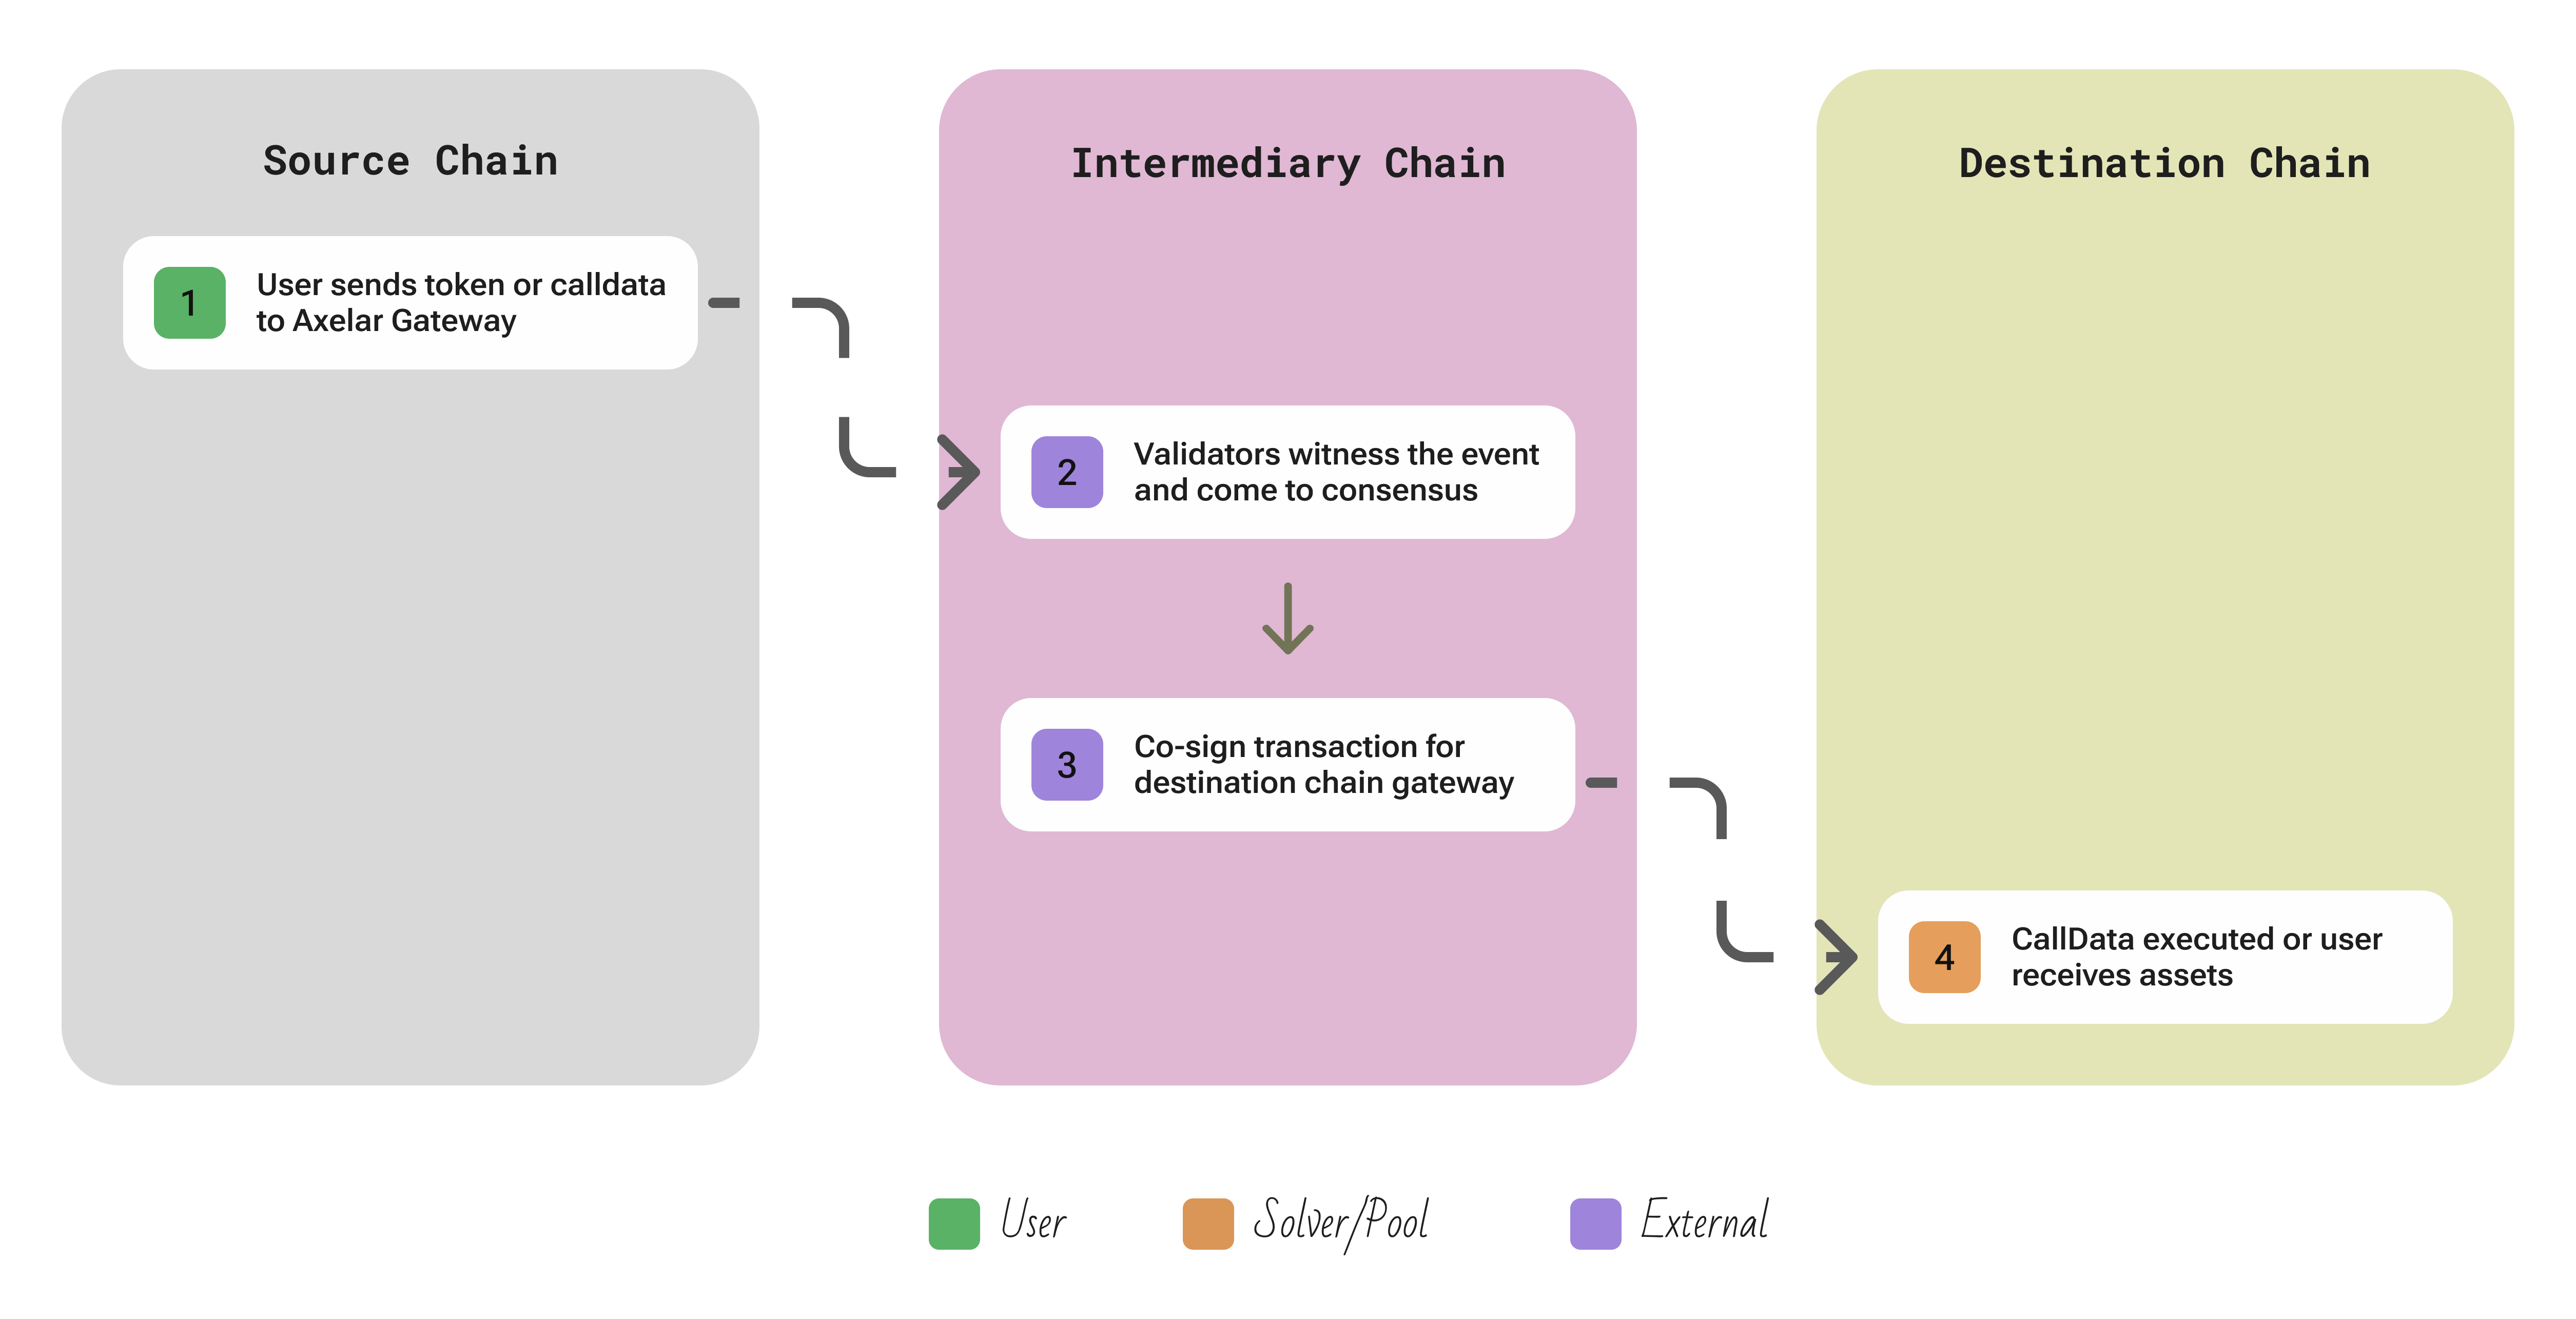 Source Chain
1
User sends token or calldata
to Axelar Gateway
Intermediary Chain
2
Validators witness the event
and come to consensus
3
Co-sign transaction for
destination chain gateway
Destination Chain
4
CallData executed or user
receives assets
User
Solver/Pool
External